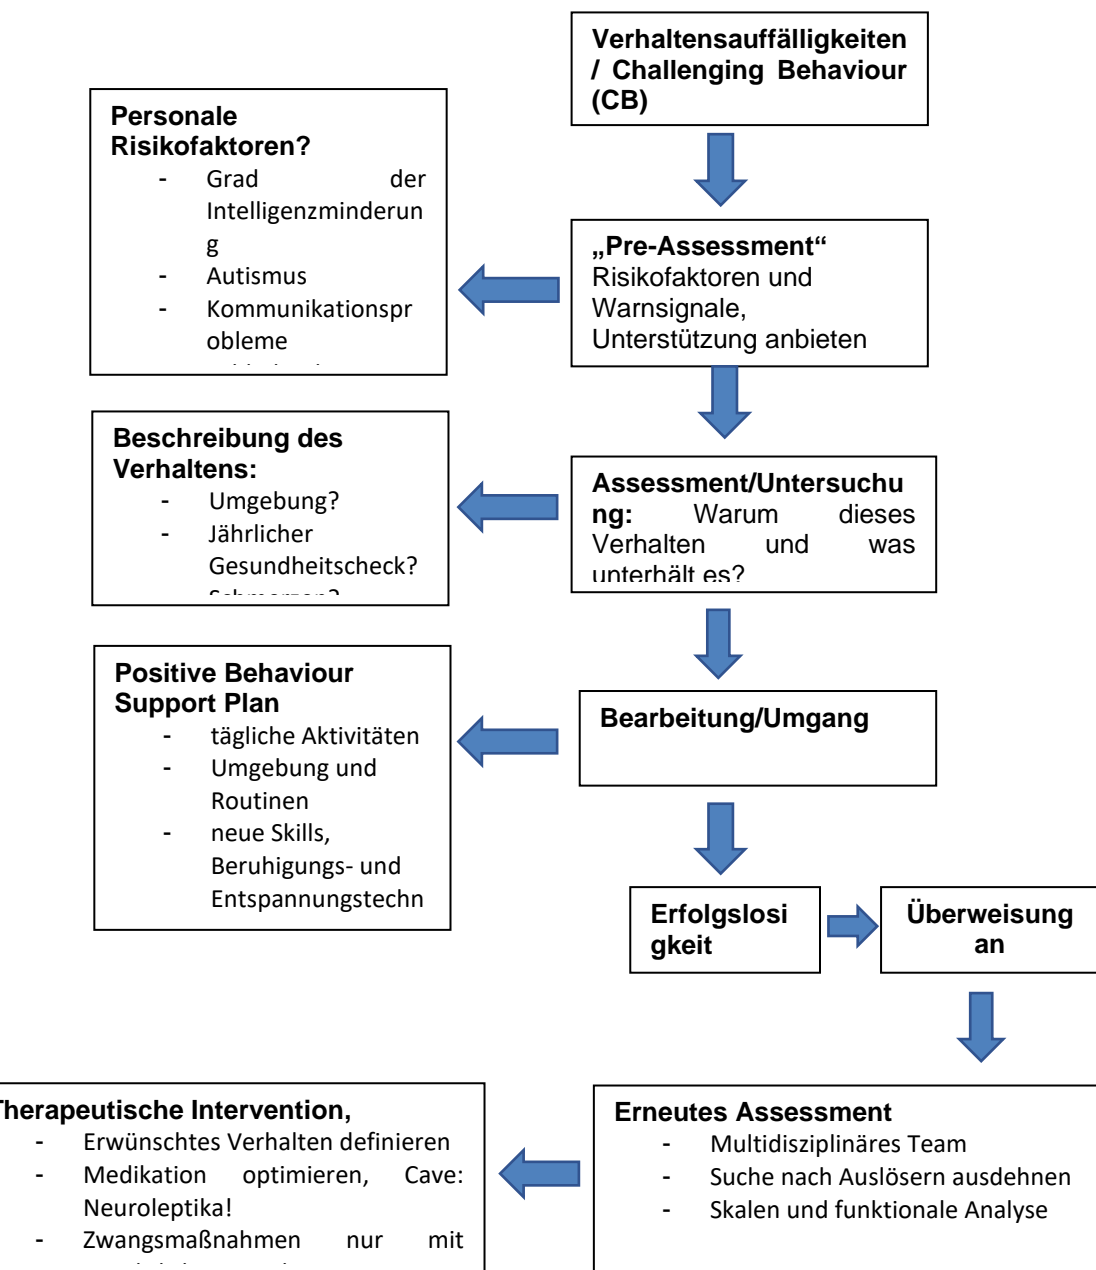 Verhaltensauffälligkeiten
/ Challenging Behaviour
(CB)
Personale
Risikofaktoren?
- Grad der
Intelligenzminderun
g
- Autismus
- Kommunikationspr
obleme
„Pre-Assessment“
Risikofaktoren und
Warnsignale,
Unterstützung anbieten
Beschreibung des
Verhaltens:
- Umgebung?
- Jährlicher
Gesundheitscheck?
Assessment/Untersuchu
ng: Warum dieses
Verhalten und was
unterhält es?
Positive Behaviour
Support Plan
- tägliche Aktivitäten
- Umgebung und
Routinen
- neue Skills,
Beruhigungs- und
Entspannungstechn
Bearbeitung/Umgang
Erfolgslosi
gkeit
Überweisung
an
Therapeutische Intervention,
- Erwünschtes Verhalten definieren
- Medikation optimieren, Cave:
Neuroleptika!
- Zwangsmaßnahmen nur mit
Erneutes Assessment
- Multidisziplinäres Team
- Suche nach Auslösern ausdehnen
- Skalen und funktionale Analyse